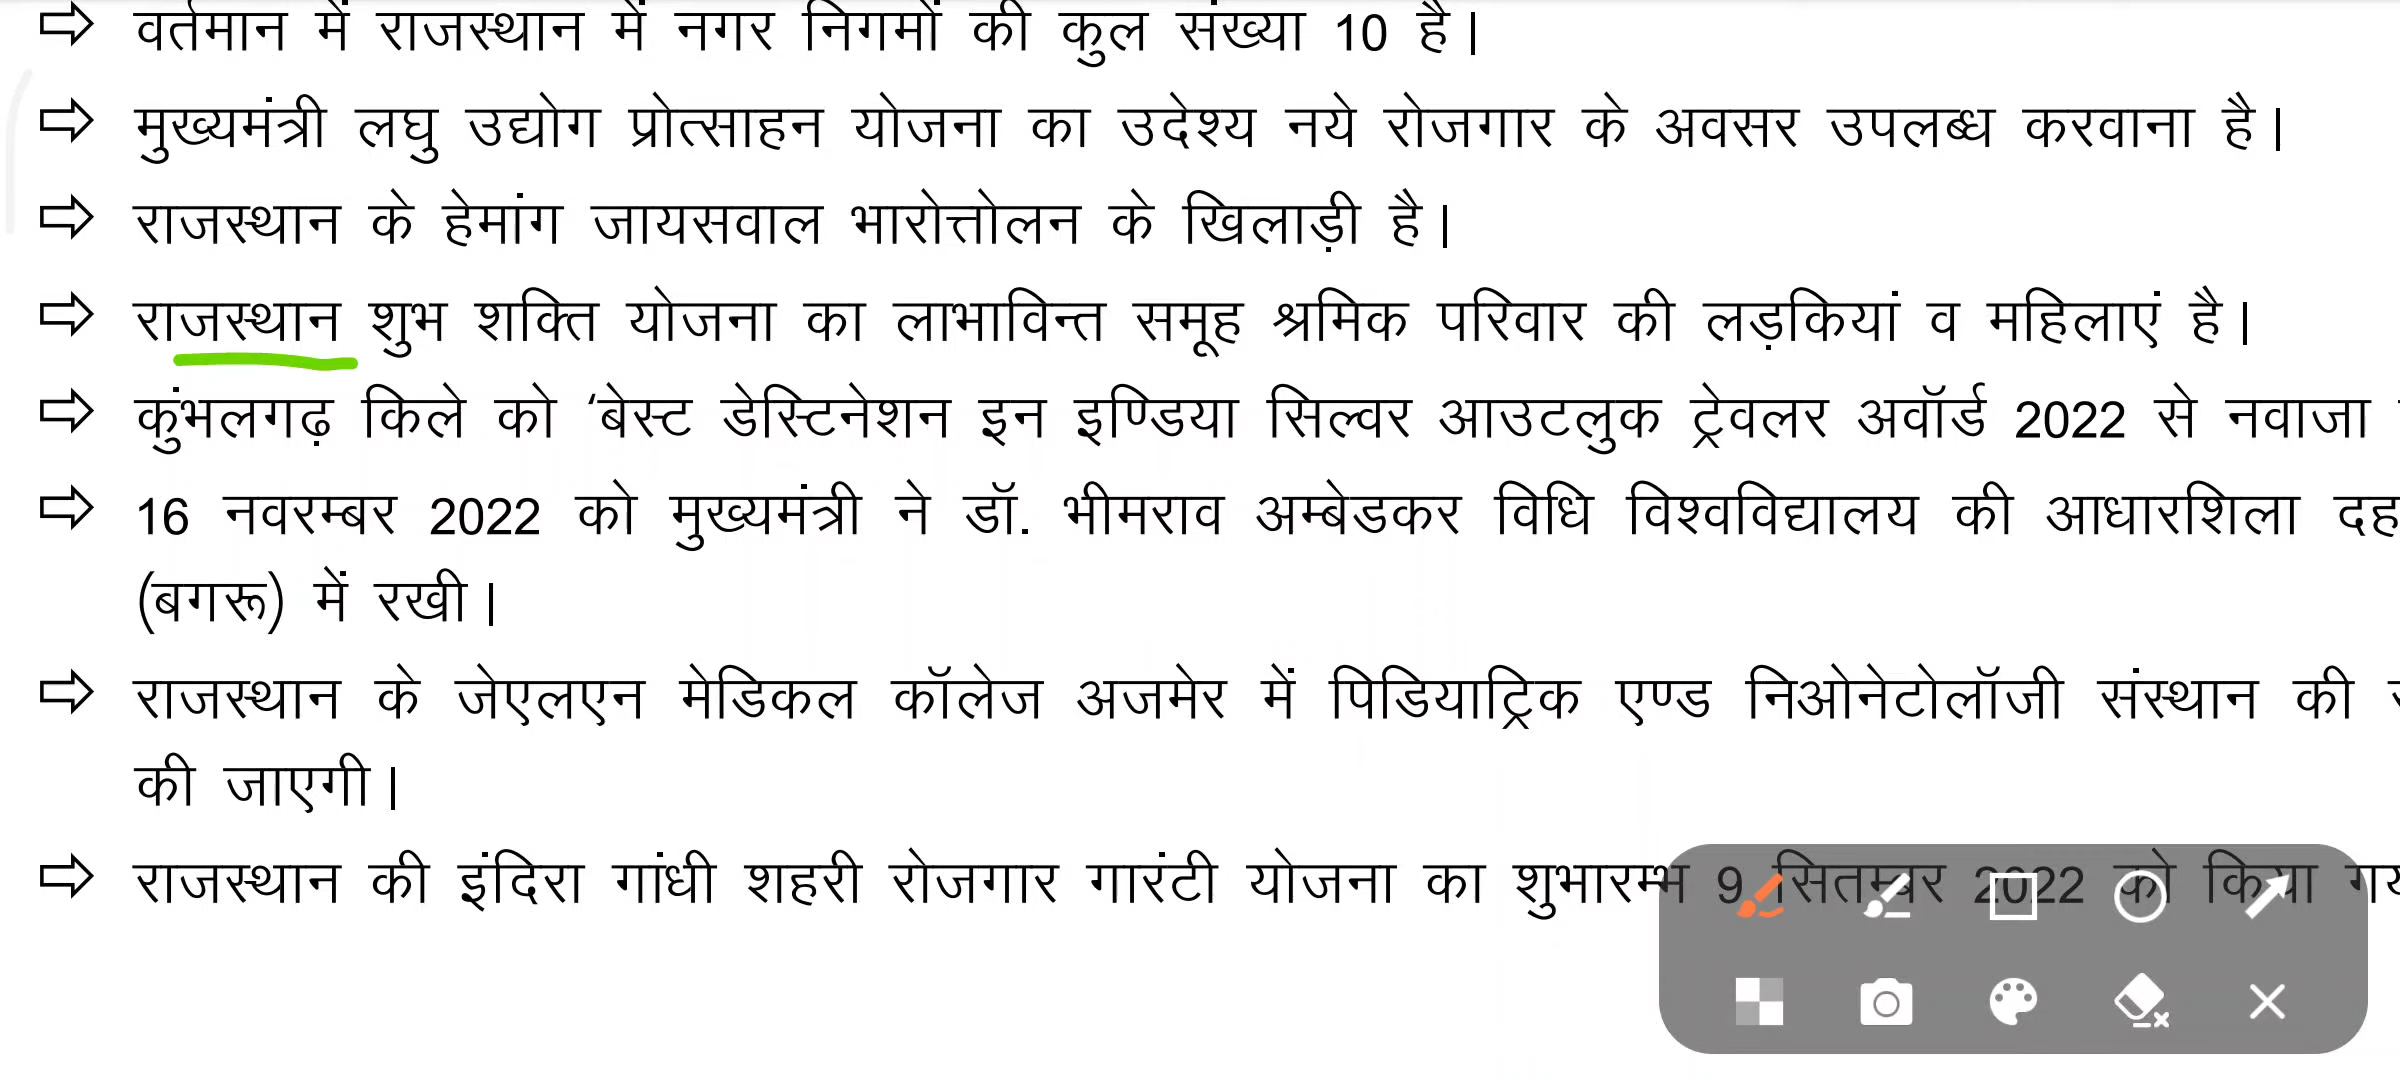 ⇨ वर्तमान में राजस्थान में नगर निगमों की कुल संख्या 10 है।
⇨ मुख्यमंत्री लघु उद्योग प्रोत्साहन योजना का उदेश्य नये रोजगार के अवसर उपलब्ध करवाना है।
⇨ राजस्थान के हेमांग जायसवाल भारोत्तोलन के खिलाड़ी है।
⇨ राजस्थान शुभ शक्ति योजना का लाभाविन्त समूह श्रमिक परिवार की लड़कियां व महिलाएं है।
⇨ कुंभलगढ़ किले को ‘बेस्ट डेस्टिनेशन इन इण्डिया सिल्वर आउटलुक ट्रेवलर अवॉर्ड 2022 से नवाजा
⇨ 16 नवरम्बर 2022 को मुख्यमंत्री ने डॉ. भीमराव अम्बेडकर विधि विश्वविद्यालय की आधारशिला
(बगरू) में रखी।
⇨ राजस्थान के जेएलएन मेडिकल कॉलेज अजमेर में पिडियाट्रिक एण्ड निओनेटोलॉजी संस्थान की
की जाएगी।
⇨ राजस्थान की इंदिरा गांधी शहरी रोजगार गारंटी योजना का शुभारम्भ 9 सितम्बर 2022 को किया